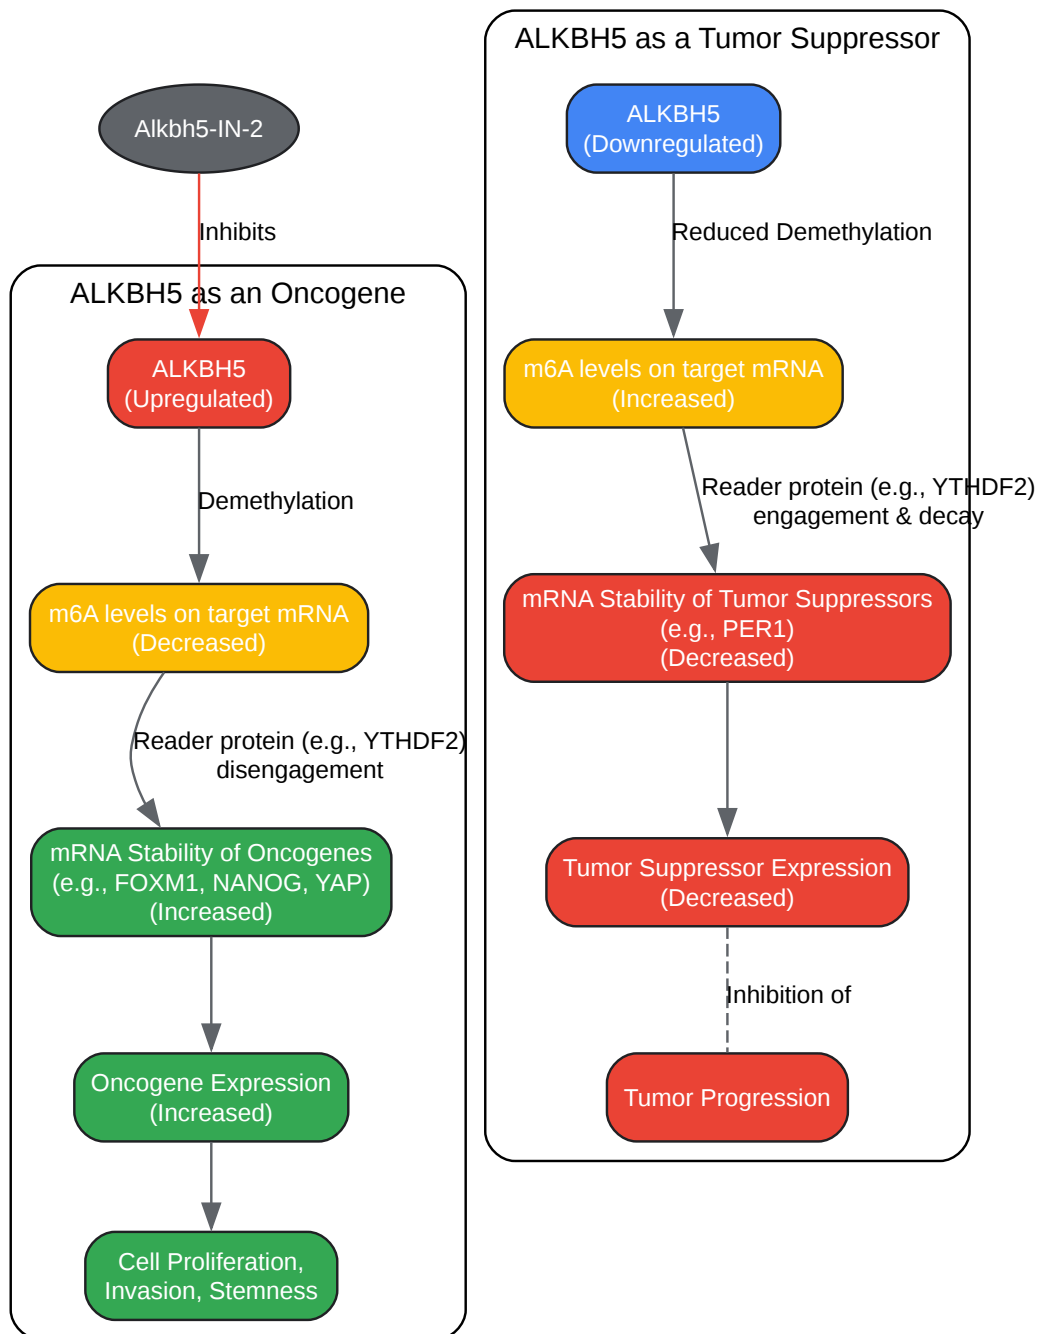 Alkbh5-IN-2
Inhibits
ALKBH5 as an Oncogene
ALKBH5
(Upregulated)
Demethylation
m6A levels on target mRNA
(Decreased)
Reader protein (e.g., YTHDF2)
disengagement
mRNA Stability of Oncogenes
(e.g., FOXM1, NANOG, YAP)
(Increased)
Oncogene Expression
(Increased)
Cell Proliferation,
Invasion, Stemness
ALKBH5 as a Tumor Suppressor
ALKBH5
(Downregulated)
Reduced Demethylation
m6A levels on target mRNA
(Increased)
Reader protein (e.g., YTHDF2)
engagement & decay
mRNA Stability of Tumor Suppressors
(e.g., PER1)
(Decreased)
Tumor Suppressor Expression
(Decreased)
Inhibition of
Tumor Progression